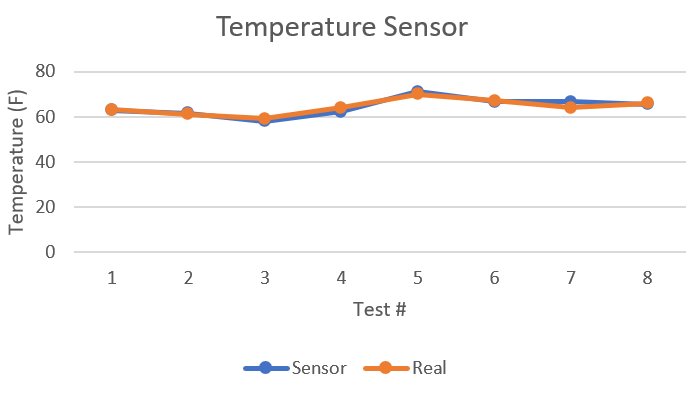 Temperature Sensor
80
60
40
20
0
Temperature (F)
1 2 3 4 5 6 7 8
Test #
Sensor Real